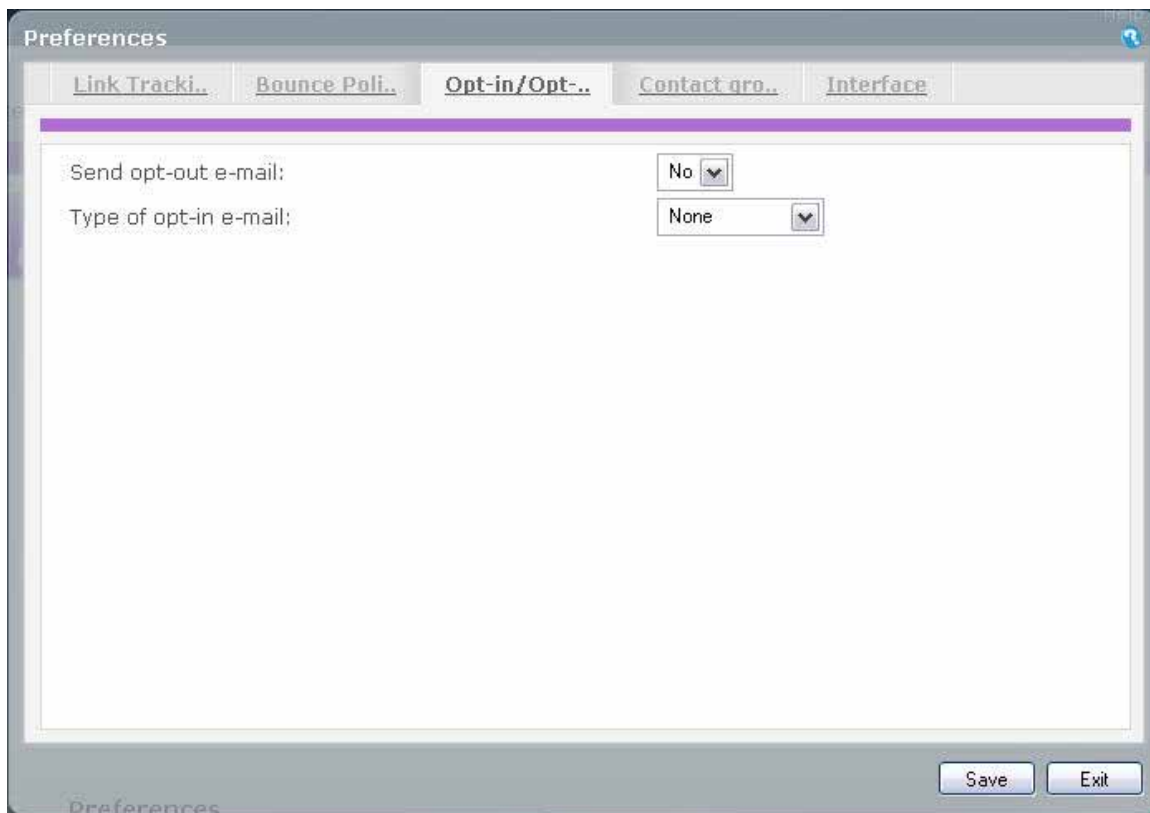 Help
Preferences
Link Tracki.. Bounce Poli.. Opt-in/Opt-.. Contact gro.. Interface
Send opt-out e-mail: No
Type of opt-in e-mail: None
Save Exit
Preferences